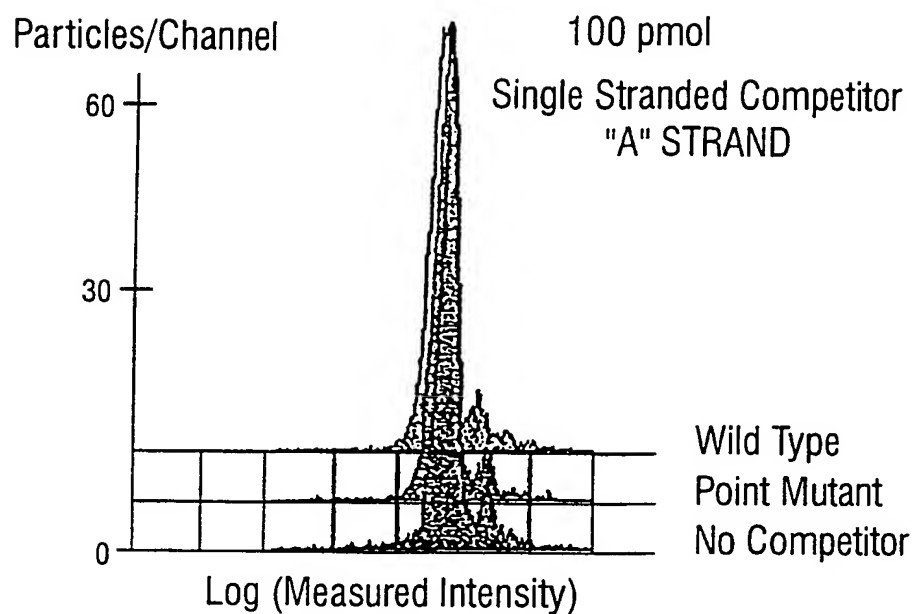 Particles/Channel
100 pmol
Single Stranded Competitor
"A" STRAND
60
30
0
Wild Type
Point Mutant
No Competitor
Log (Measured Intensity)